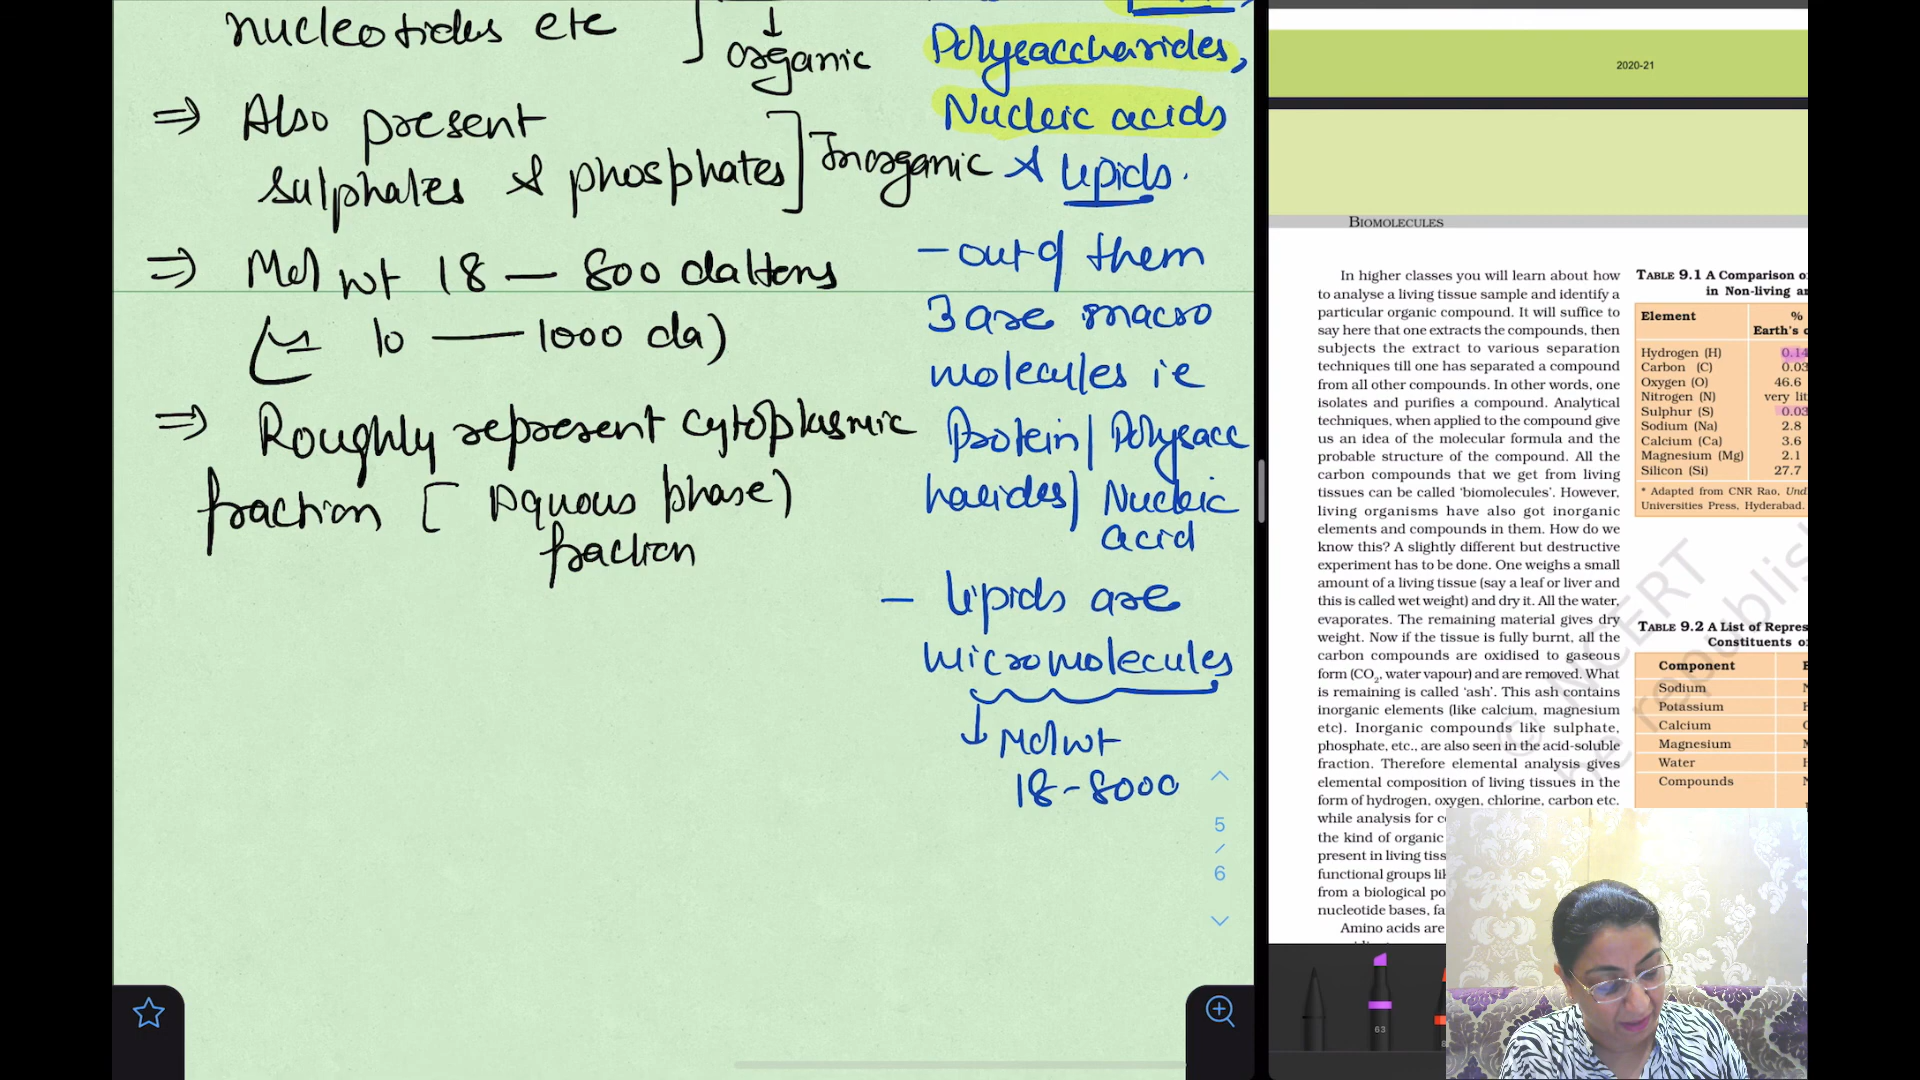 nucleotides etc
↓
organic
⇒ Also present
sulphates & phosphates] Inorganic
⇒ Mol wt 18 — 800 daltons
(≃ 10 — 1000 da)
⇒ Roughly represent cytoplasmic
fraction [ Aquous phase)
fraction
Polysaccharides,
Nucleic acids
& lipids.
- out of them
3 are macro
molecules ie
Protein/ Polysacc
harides/ Nucleic
acid
- lipids are
micromolecules
↓ Mol wt
18-8000
5
/
6
2020-21
BIOMOLECULES
In higher classes you will learn about how
to analyse a living tissue sample and identify a
particular organic compound. It will suffice to
say here that one extracts the compounds, then
subjects the extract to various separation
techniques till one has separated a compound
from all other compounds. In other words, one
isolates and purifies a compound. Analytical
techniques, when applied to the compound give
us an idea of the molecular formula and the
probable structure of the compound. All the
carbon compounds that we get from living
tissues can be called ‘biomolecules’. However,
living organisms have also got inorganic
elements and compounds in them. How do we
know this? A slightly different but destructive
experiment has to be done. One weighs a small
amount of a living tissue (say a leaf or liver and
this is called wet weight) and dry it. All the water,
evaporates. The remaining material gives dry
weight. Now if the tissue is fully burnt, all the
carbon compounds are oxidised to gaseous
form (CO2, water vapour) and are removed. What
is remaining is called ‘ash’. This ash contains
inorganic elements (like calcium, magnesium
etc). Inorganic compounds like sulphate,
phosphate, etc., are also seen in the acid-soluble
fraction. Therefore elemental analysis gives
elemental composition of living tissues in the
form of hydrogen, oxygen, chlorine, carbon etc.
while analysis for c
the kind of organic
present in living tiss
functional groups li
from a biological po
nucleotide bases, fa
Amino acids are
TABLE 9.1 A Comparison o
in Non-living a
Element %
Earth's c
Hydrogen (H) 0.14
Carbon (C) 0.03
Oxygen (O) 46.6
Nitrogen (N) very lit
Sulphur (S) 0.03
Sodium (Na) 2.8
Calcium (Ca) 3.6
Magnesium (Mg) 2.1
Silicon (Si) 27.7
* Adapted from CNR Rao, Und
Universities Press, Hyderabad.
TABLE 9.2 A List of Repres
Constituents o
Component
Sodium
Potassium
Calcium
Magnesium
Water
Compounds
© NCERT
be republis
63